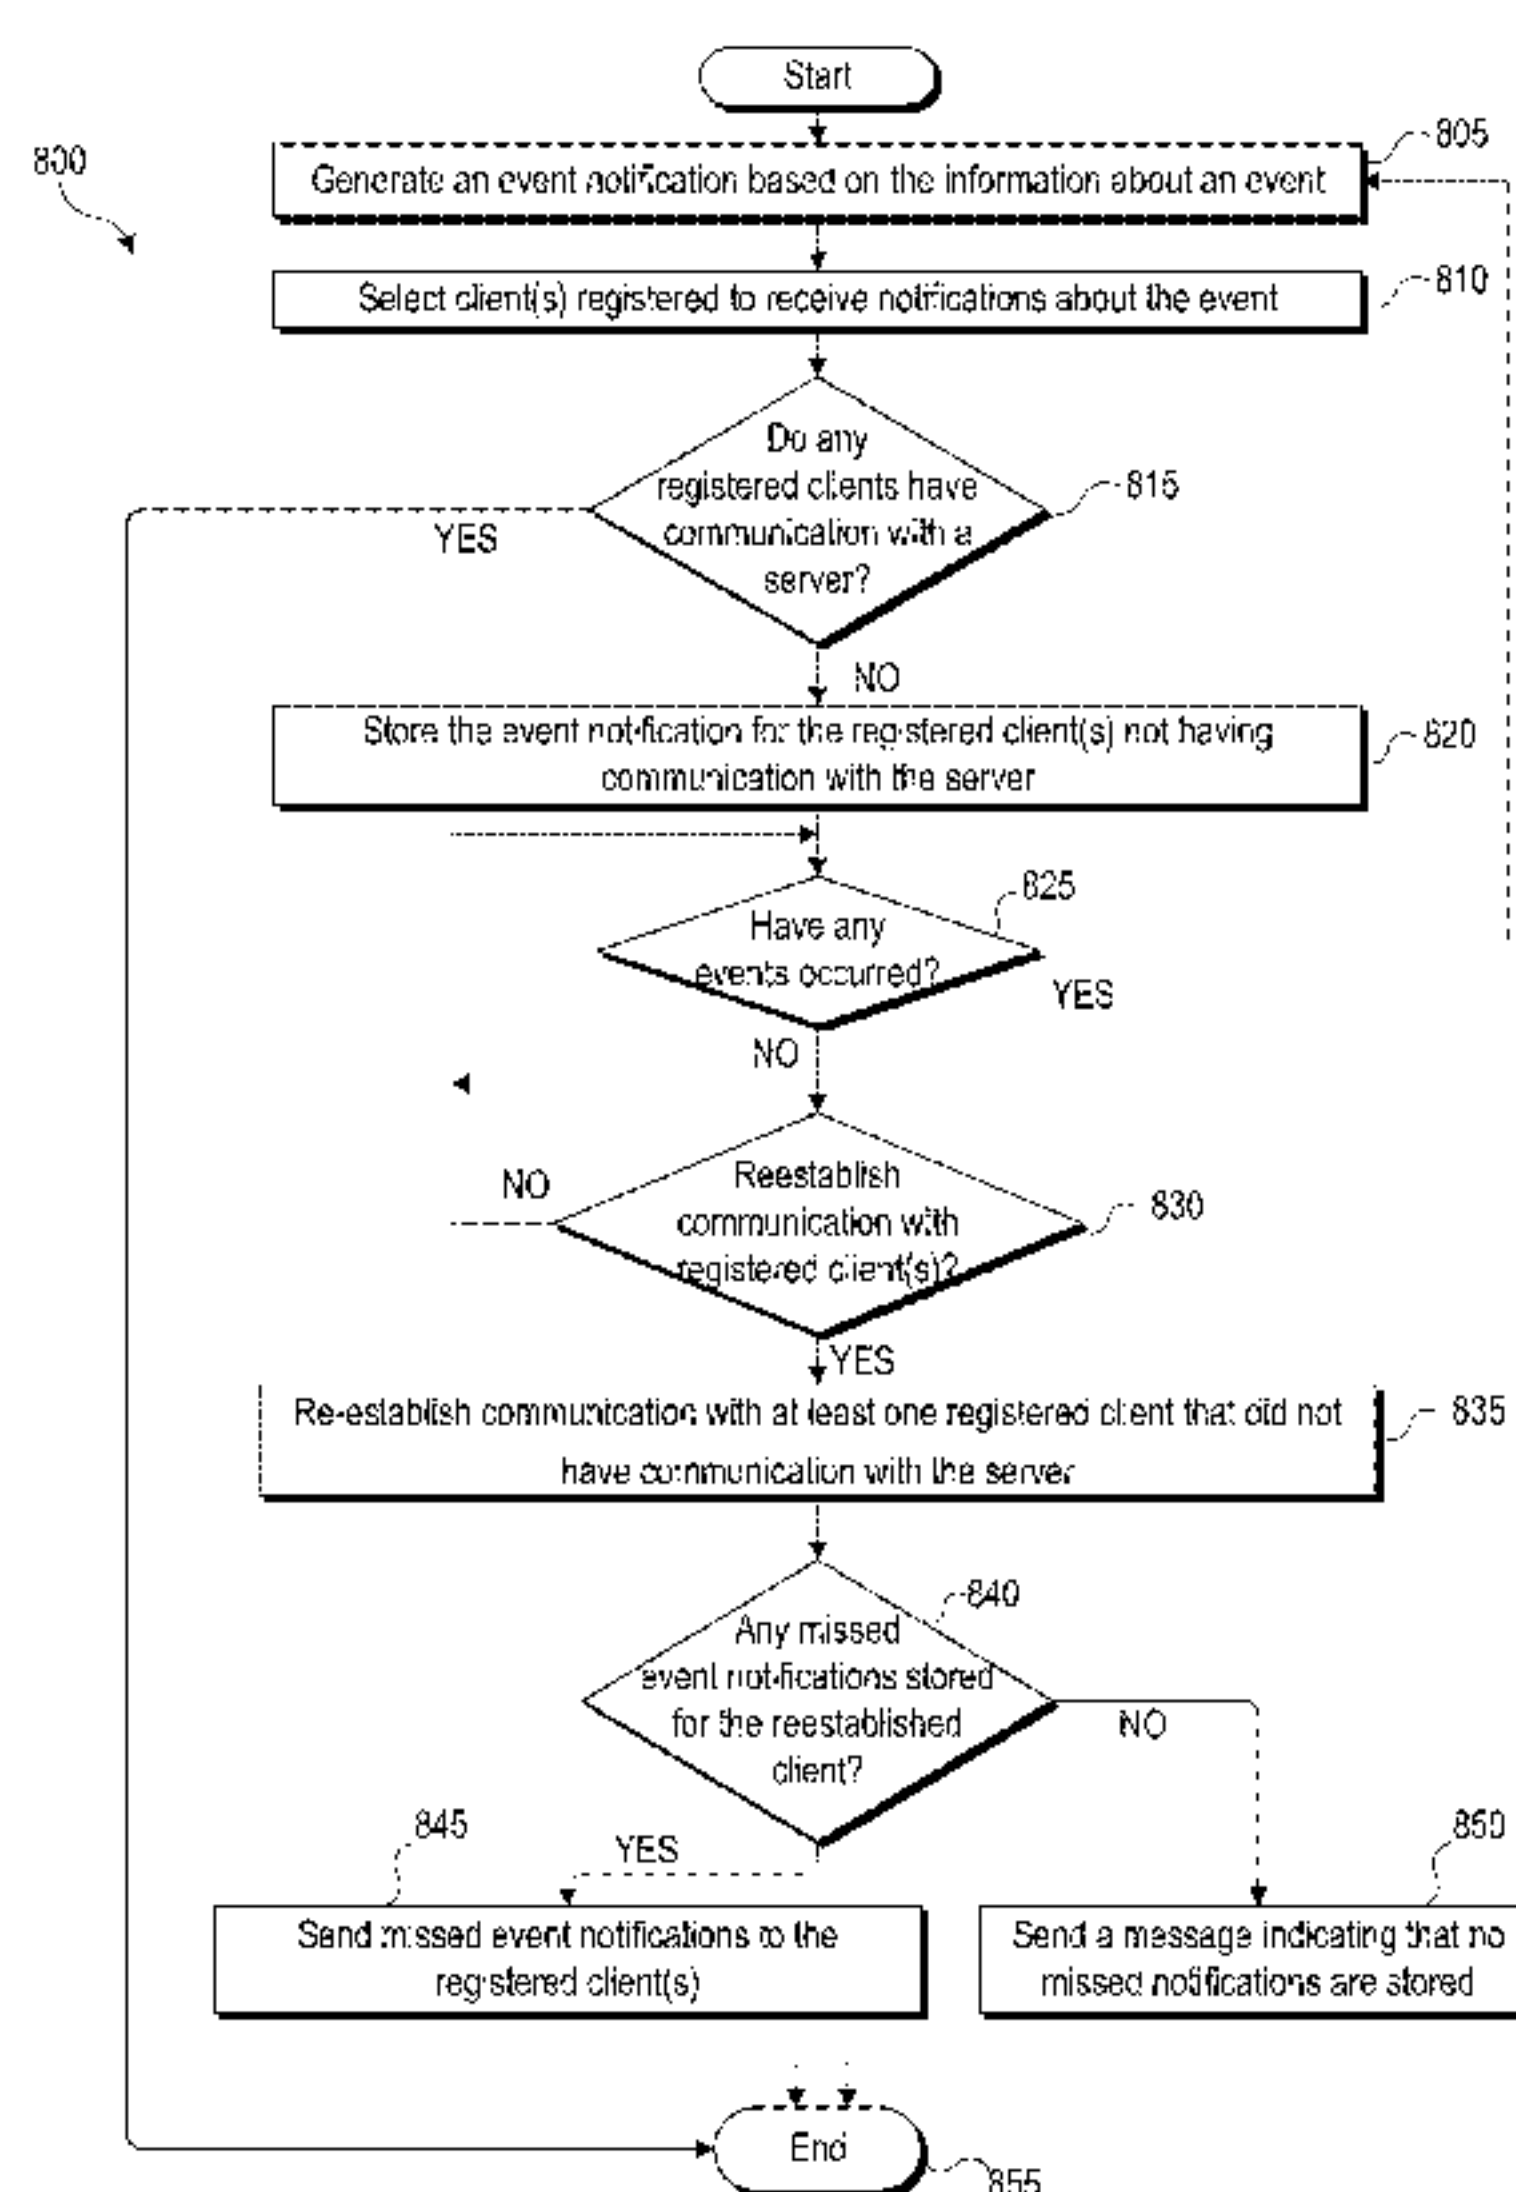 Start
800
805
Generate an event notification based on the information about an event
810
Select client(s) registered to receive notifications about the event
Do any
registered clients have
communication with a
server?
815
YES
NO
Store the event notification for the registered client(s) not having
communication with the server
820
825
Have any
events occurred?
YES
NO
Reestablish
communication with
registered client(s)?
830
NO
YES
Re-establish communication with at least one registered client that did not
have communication with the server
835
840
Any missed
event notifications stored
for the reestablished
client?
NO
845
YES
850
Send missed event notifications to the
registered client(s)
Send a message indicating that no
missed notifications are stored
End
855